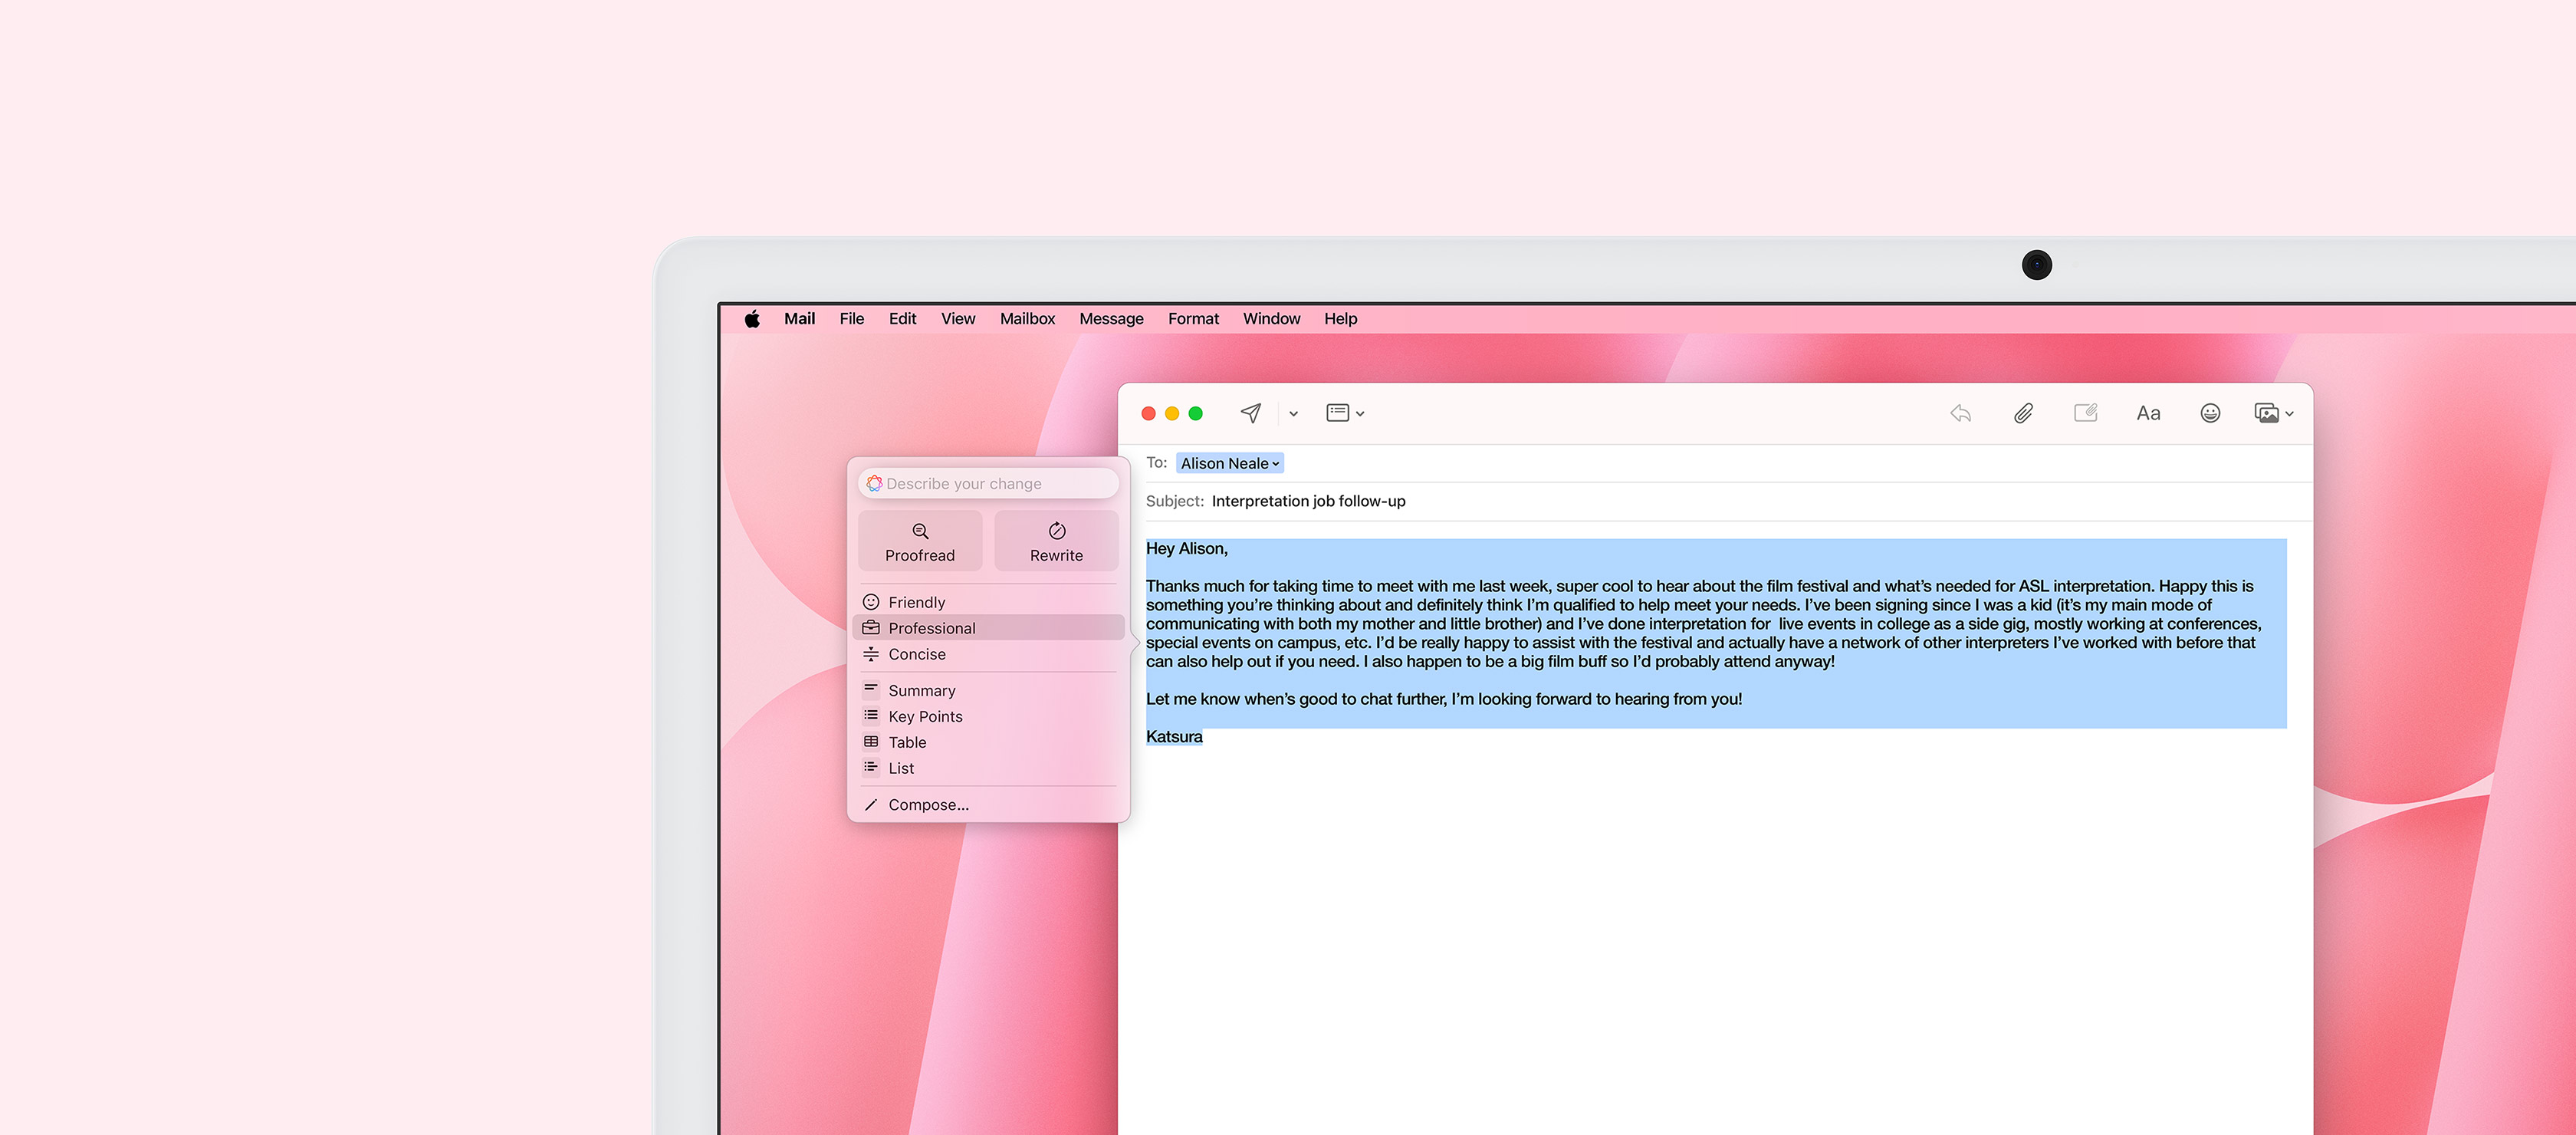 Mail File Edit View Mailbox Message Format Window Help
Aa
To: Alison Neale
Subject: Interpretation job follow-up
Describe your change
Proofread Rewrite
Friendly
Professional
Concise
Summary
Key Points
Table
List
Compose...
Hey Alison,
Thanks much for taking time to meet with me last week, super cool to hear about the film festival and what’s needed for ASL interpretation. Happy this is
something you’re thinking about and definitely think I’m qualified to help meet your needs. I’ve been signing since I was a kid (it’s my main mode of
communicating with both my mother and little brother) and I’ve done interpretation for  live events in college as a side gig, mostly working at conferences,
special events on campus, etc. I’d be really happy to assist with the festival and actually have a network of other interpreters I’ve worked with before that
can also help out if you need. I also happen to be a big film buff so I’d probably attend anyway!
Let me know when’s good to chat further, I’m looking forward to hearing from you!
Katsura